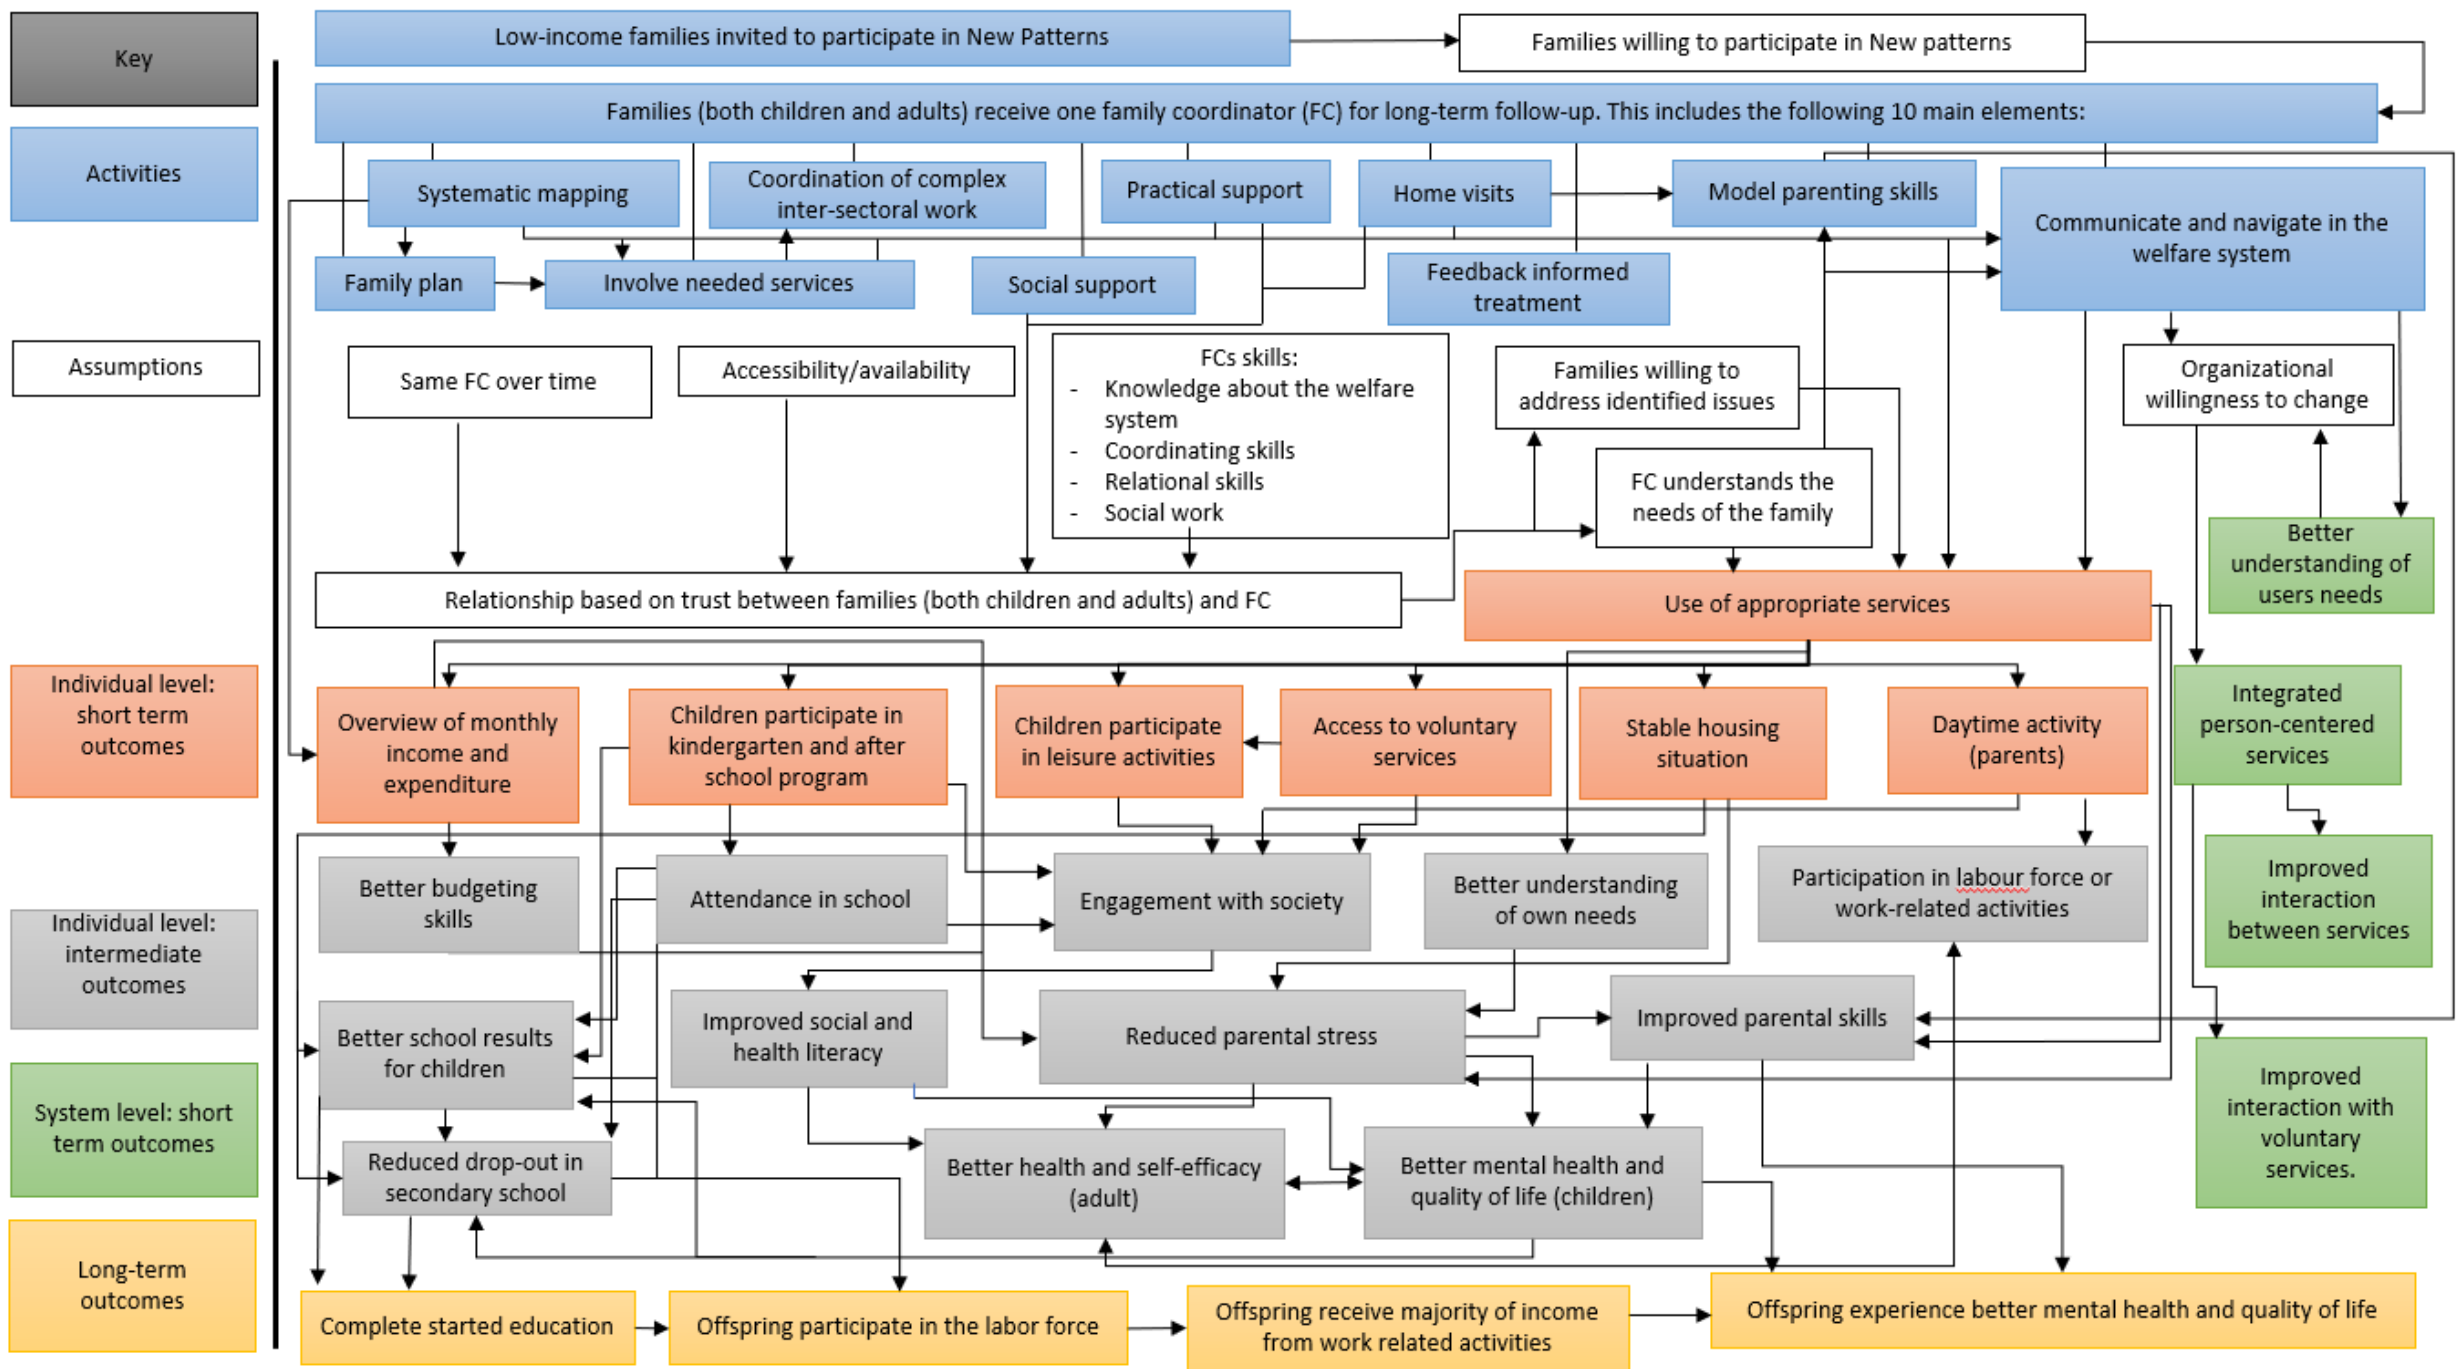 Key
Low-income families invited to participate in New Patterns
Families willing to participate in New patterns
Families (both children and adults) receive one family coordinator (FC) for long-term follow-up. This includes the following 10 main elements:
Activities
Systematic mapping
Coordination of complex
inter-sectoral work
Practical support
Home visits
Model parenting skills
Communicate and navigate in the
welfare system
Family plan
Involve needed services
Social support
Feedback informed
treatment
Assumptions
Same FC over time
Accessibility/availability
FCs skills:
- Knowledge about the welfare
system
- Coordinating skills
- Relational skills
- Social work
Families willing to
address identified issues
Organizational
willingness to change
FC understands the
needs of the family
Better
understanding of
users needs
Relationship based on trust between families (both children and adults) and FC
Use of appropriate services
Individual level:
short term
outcomes
Overview of monthly
income and
expenditure
Children participate in
kindergarten and after
school program
Children participate
in leisure activities
Access to voluntary
services
Stable housing
situation
Daytime activity
(parents)
Integrated
person-centered
services
Individual level:
intermediate
outcomes
Better budgeting
skills
Attendance in school
Engagement with society
Better understanding
of own needs
Participation in labour force or
work-related activities
Improved
interaction
between services
Better school results
for children
Improved social and
health literacy
Reduced parental stress
Improved parental skills
System level: short
term outcomes
Improved
interaction with
voluntary
services.
Reduced drop-out in
secondary school
Better health and self-efficacy
(adult)
Better mental health and
quality of life (children)
Long-term
outcomes
Complete started education
Offspring participate in the labor force
Offspring receive majority of income
from work related activities
Offspring experience better mental health and quality of life